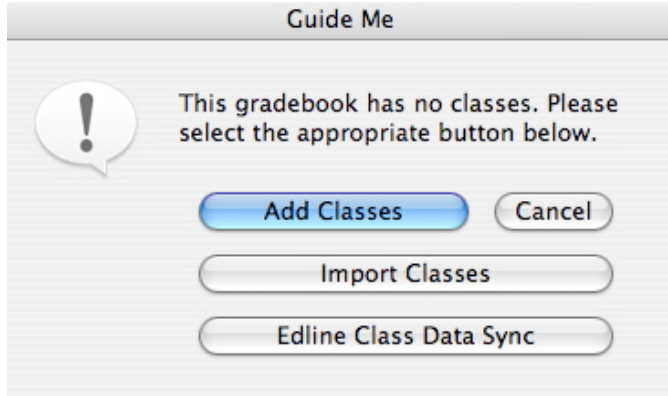 Guide Me
This gradebook has no classes. Please
select the appropriate button below.
Add Classes
Cancel
Import Classes
Edline Class Data Sync